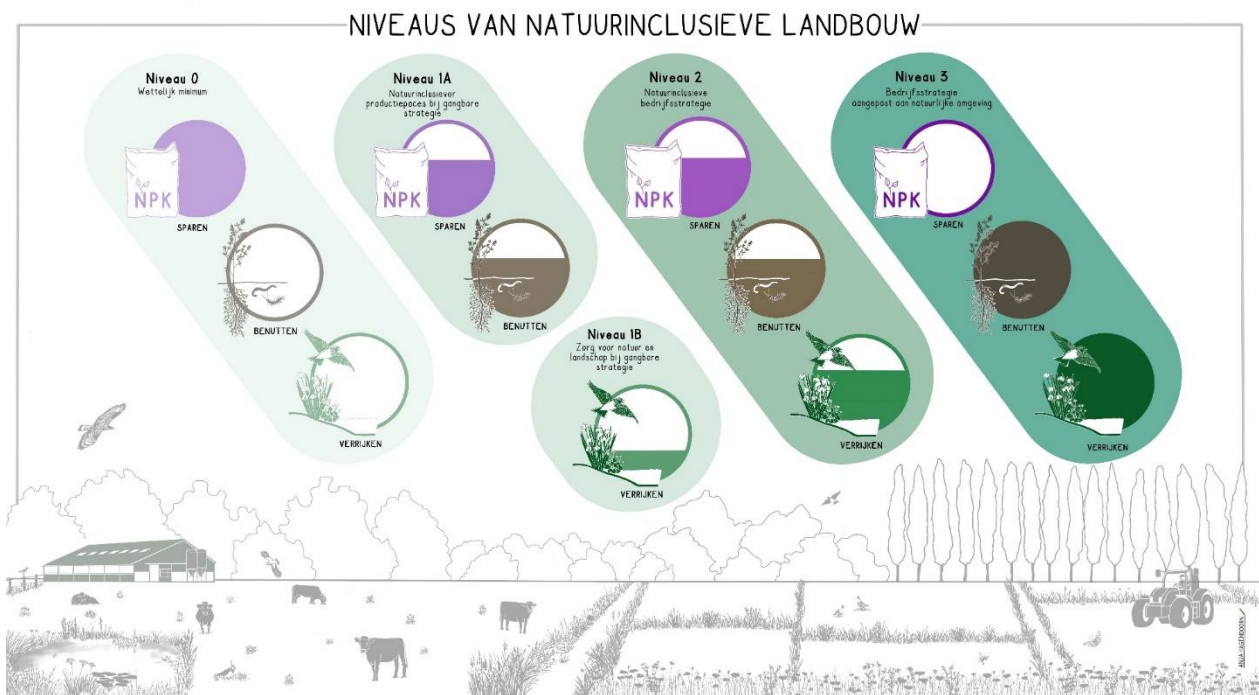 NIVEAUS VAN NATUURINCLUSIEVE LANDBOUW
Niveau 0
Wettelijk minimum
NPK
SPAREN
BENUTTEN
VERRIJKEN
Niveau 1A
Natuurinclusiever
productiepoces bij gangbare
strategie
NPK
SPAREN
BENUTTEN
Niveau 1B
Zorg voor natuur en
landschap bij gangbare
strategie
VERRIJKEN
Niveau 2
Natuurinclusieve
bedrijfsstrategie
NPK
SPAREN
BENUTTEN
VERRIJKEN
Niveau 3
Bedrijfsstrategie
aangepast aan natuurlijke omgeving
NPK
SPAREN
BENUTTEN
VERRIJKEN